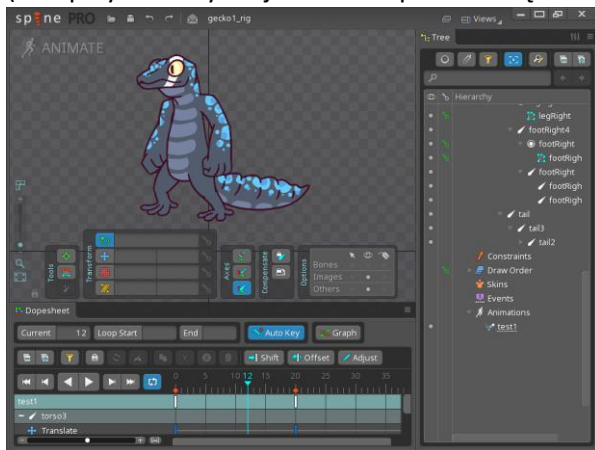 spine PRO gecko1_rig Views
ANIMATE
Tree
Hierarchy
legRight
footRight4
footRight
footRigh
footRight
footRigh
footRigh
tail
tail3
tail2
Constraints
Draw Order
Skins
Events
Animations
test1
Tools
Transform
Axes
Compensate
Options
Bones
Images
Others
Dopesheet
Current 12 Loop Start End Auto Key Graph
Shift Offset Adjust
0 5 10 12 15 20 25 30 35
test1
torso3
Translate